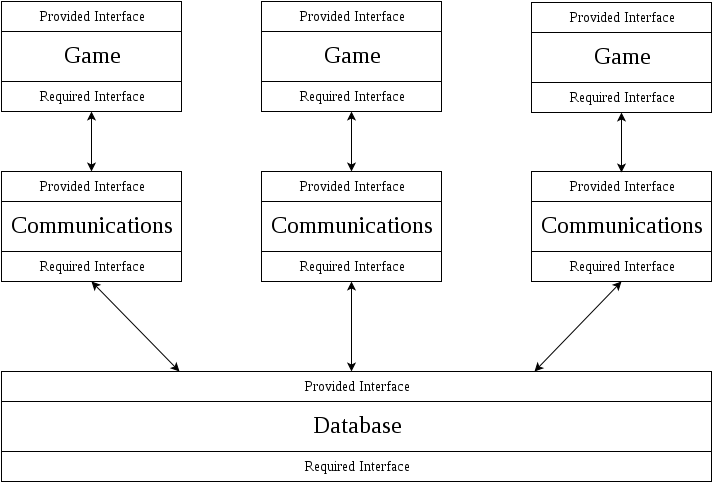 Provided Interface
Game
Required Interface
Provided Interface
Game
Required Interface
Provided Interface
Game
Required Interface
Provided Interface
Communications
Required Interface
Provided Interface
Communications
Required Interface
Provided Interface
Communications
Required Interface
Provided Interface
Database
Required Interface